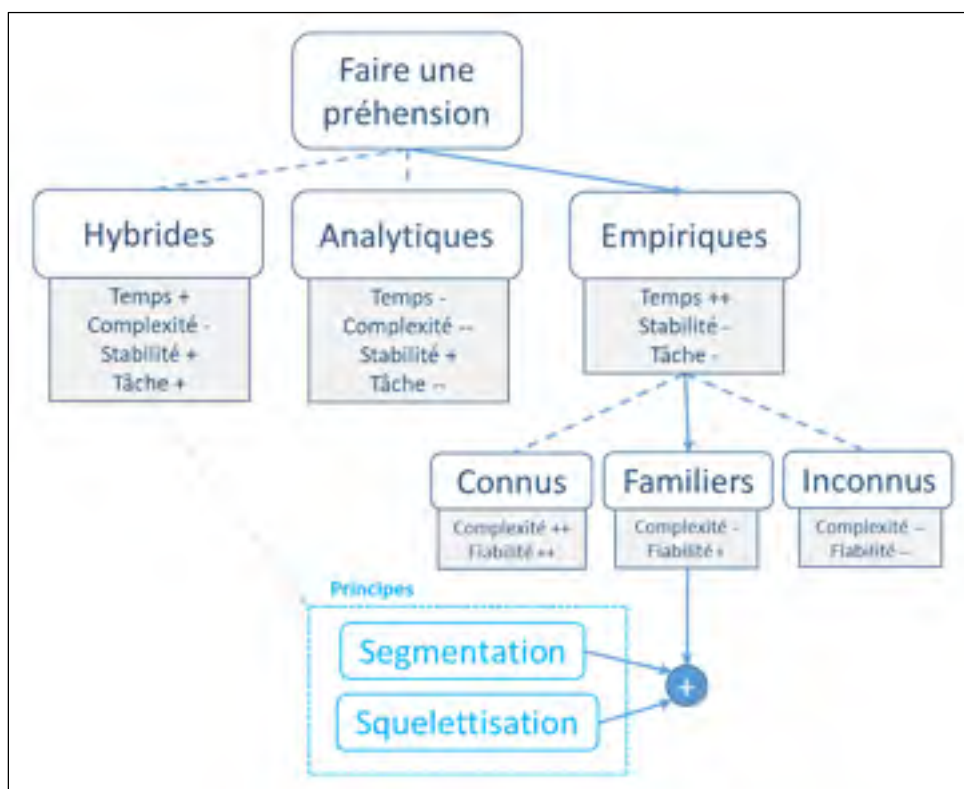 Faire une
préhension
Hybrides
Temps +
Complexité -
Stabilité +
Tâche +
Analytiques
Temps -
Complexité --
Stabilité +
Tâche --
Empiriques
Temps ++
Stabilité -
Tâche -
Connus
Complexité ++
Fiabilité ++
Familiers
Complexité -
Fiabilité +
Inconnus
Complexité --
Fiabilité --
Principes
Segmentation
Squelettisation
+